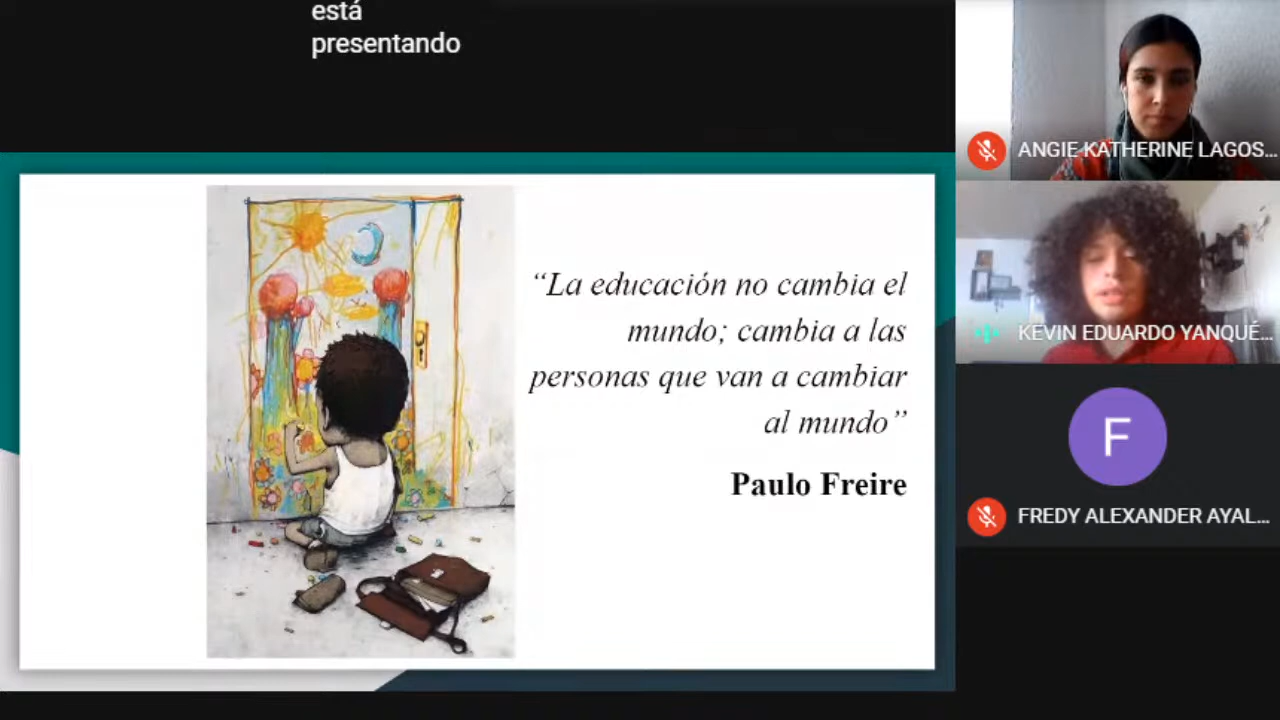 está
presentando
“La educación no cambia el
mundo; cambia a las
personas que van a cambiar
al mundo”
Paulo Freire
ANGIE KATHERINE LAGOS...
KEVIN EDUARDO YANQUÉ...
F
FREDY ALEXANDER AYAL...